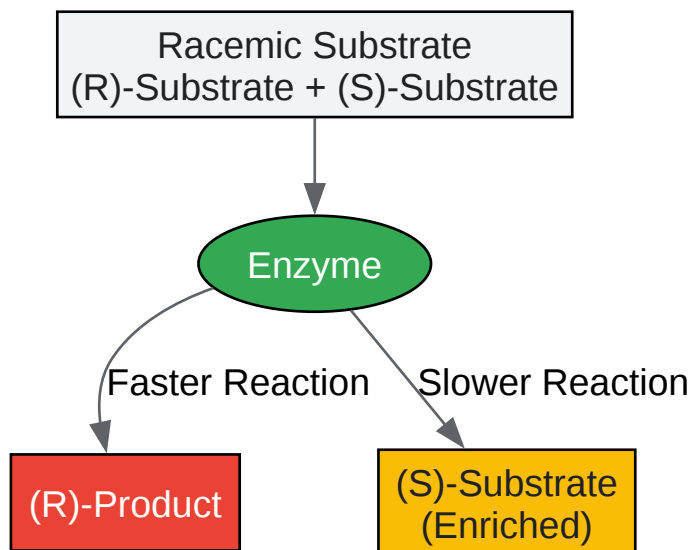 Racemic Substrate
(R)-Substrate + (S)-Substrate
Enzyme
Faster Reaction
Slower Reaction
(R)-Product
(S)-Substrate
(Enriched)